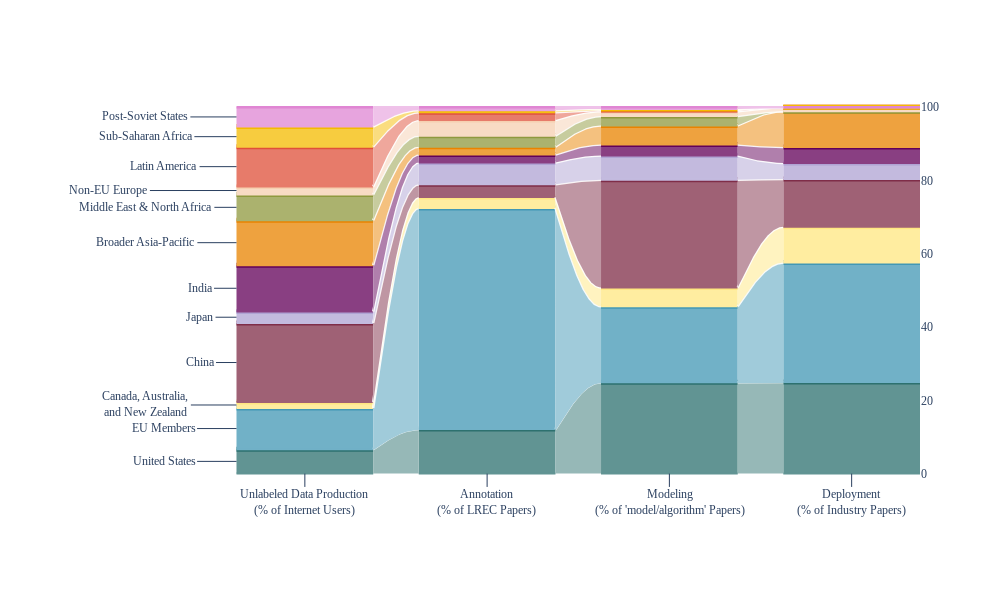 Post-Soviet States
Sub-Saharan Africa
Latin America
Non-EU Europe
Middle East & North Africa
Broader Asia-Pacific
India
Japan
China
Canada, Australia,
and New Zealand
EU Members
United States
100
80
60
40
20
0
Unlabeled Data Production
(% of Internet Users)
Annotation
(% of LREC Papers)
Modeling
(% of 'model/algorithm' Papers)
Deployment
(% of Industry Papers)